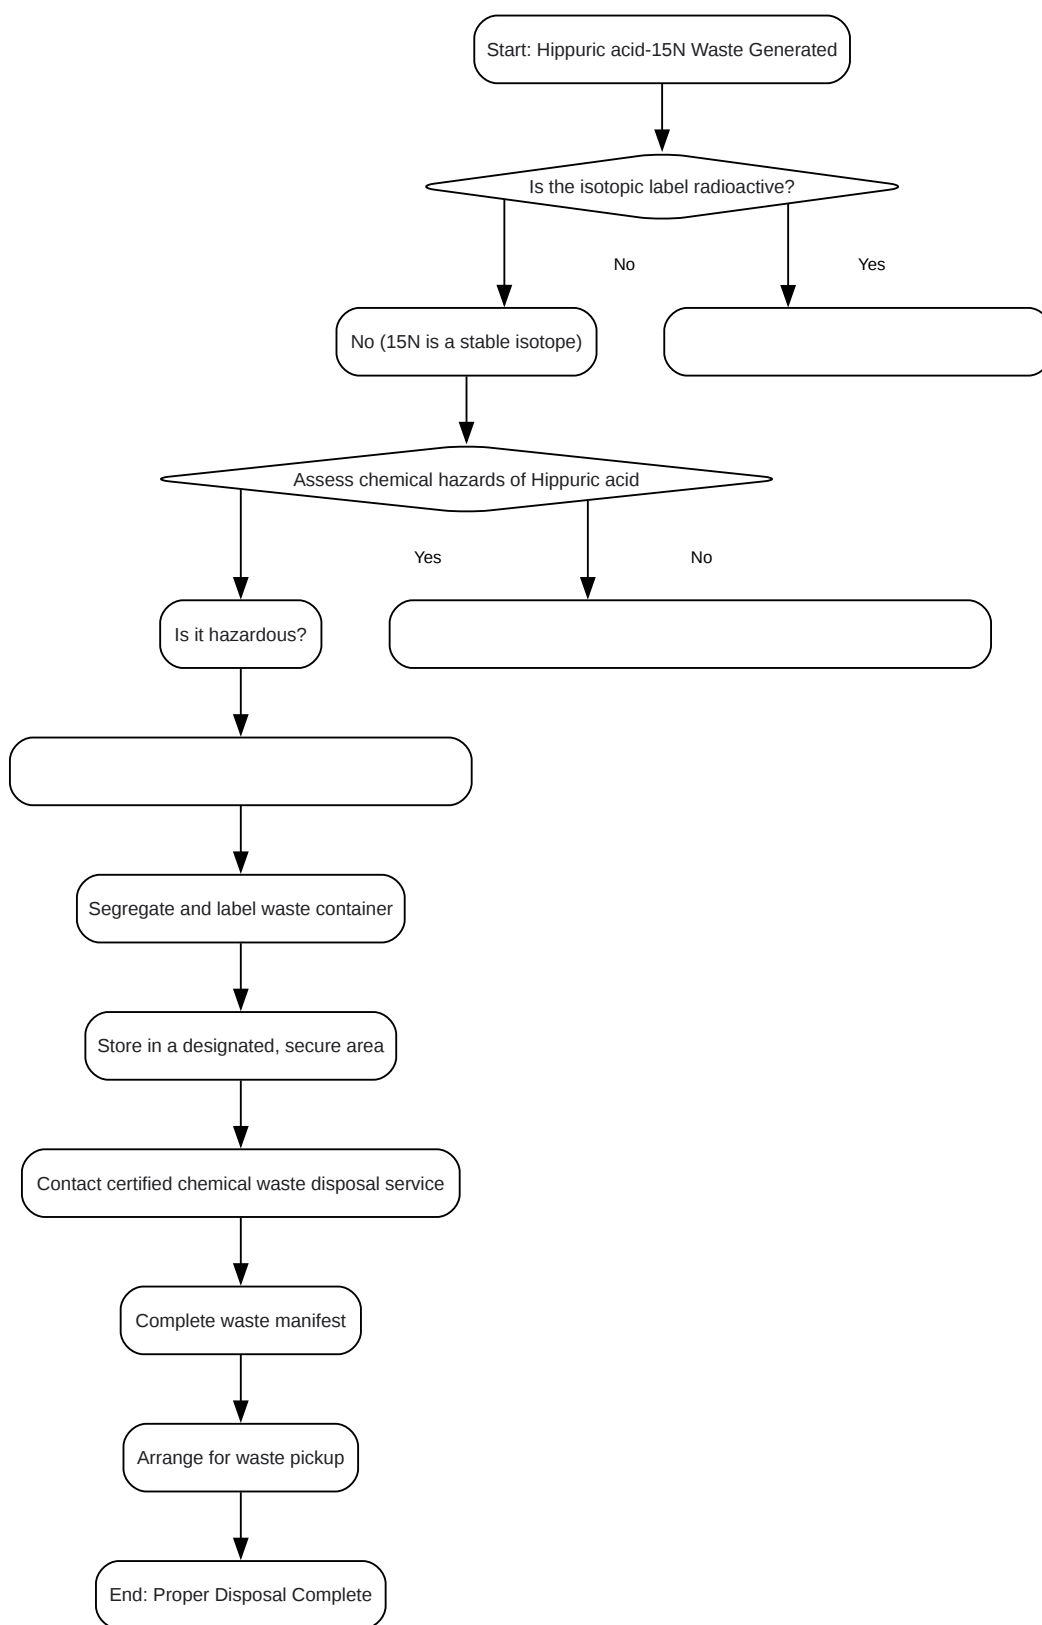 Start: Hippuric acid-15N Waste Generated
Is the isotopic label radioactive?
No
Yes
No (15N is a stable isotope)
Assess chemical hazards of Hippuric acid
Yes
No
Is it hazardous?
Segregate and label waste container
Store in a designated, secure area
Contact certified chemical waste disposal service
Complete waste manifest
Arrange for waste pickup
End: Proper Disposal Complete